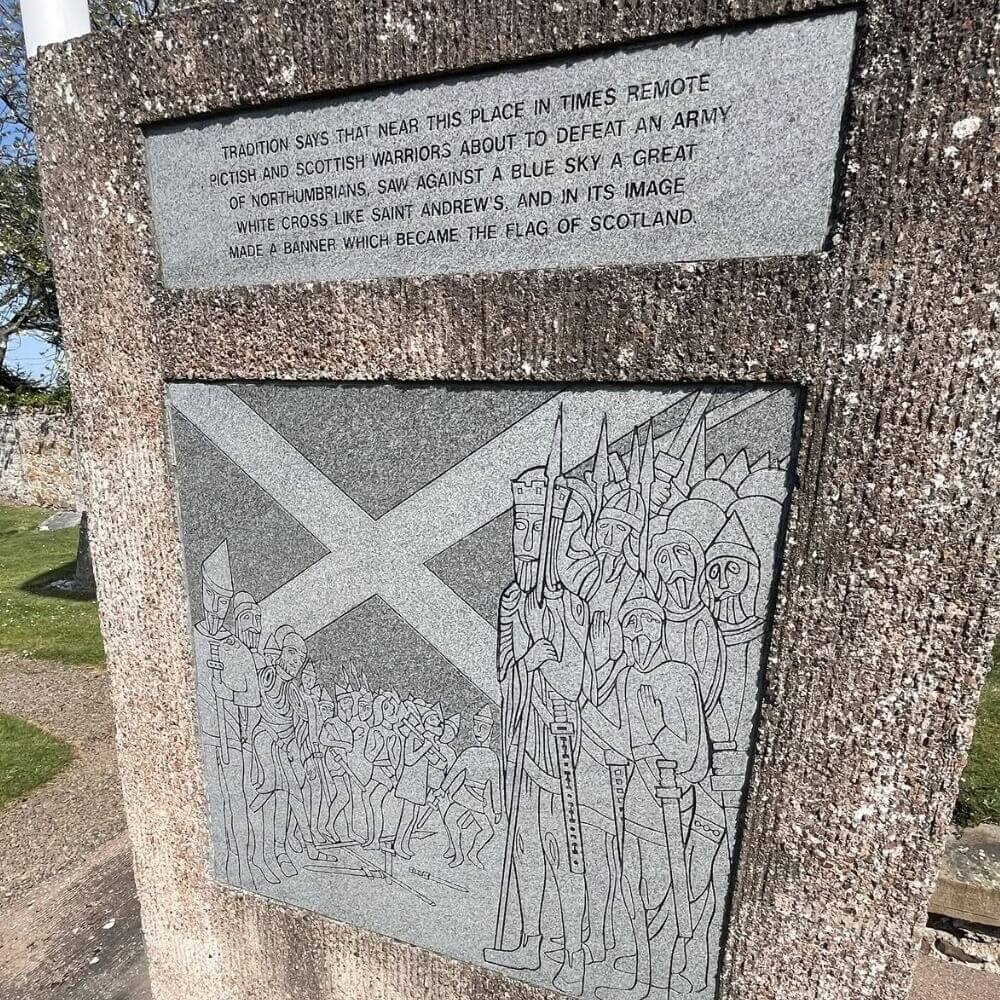 TRADITION SAYS THAT NEAR THIS PLACE IN TIMES REMOTE
PICTISH AND SCOTTISH WARRIORS ABOUT TO DEFEAT AN ARMY
OF NORTHUMBRIANS, SAW AGAINST A BLUE SKY A GREAT
WHITE CROSS LIKE SAINT ANDREW'S, AND IN ITS IMAGE
MADE A BANNER WHICH BECAME THE FLAG OF SCOTLAND.